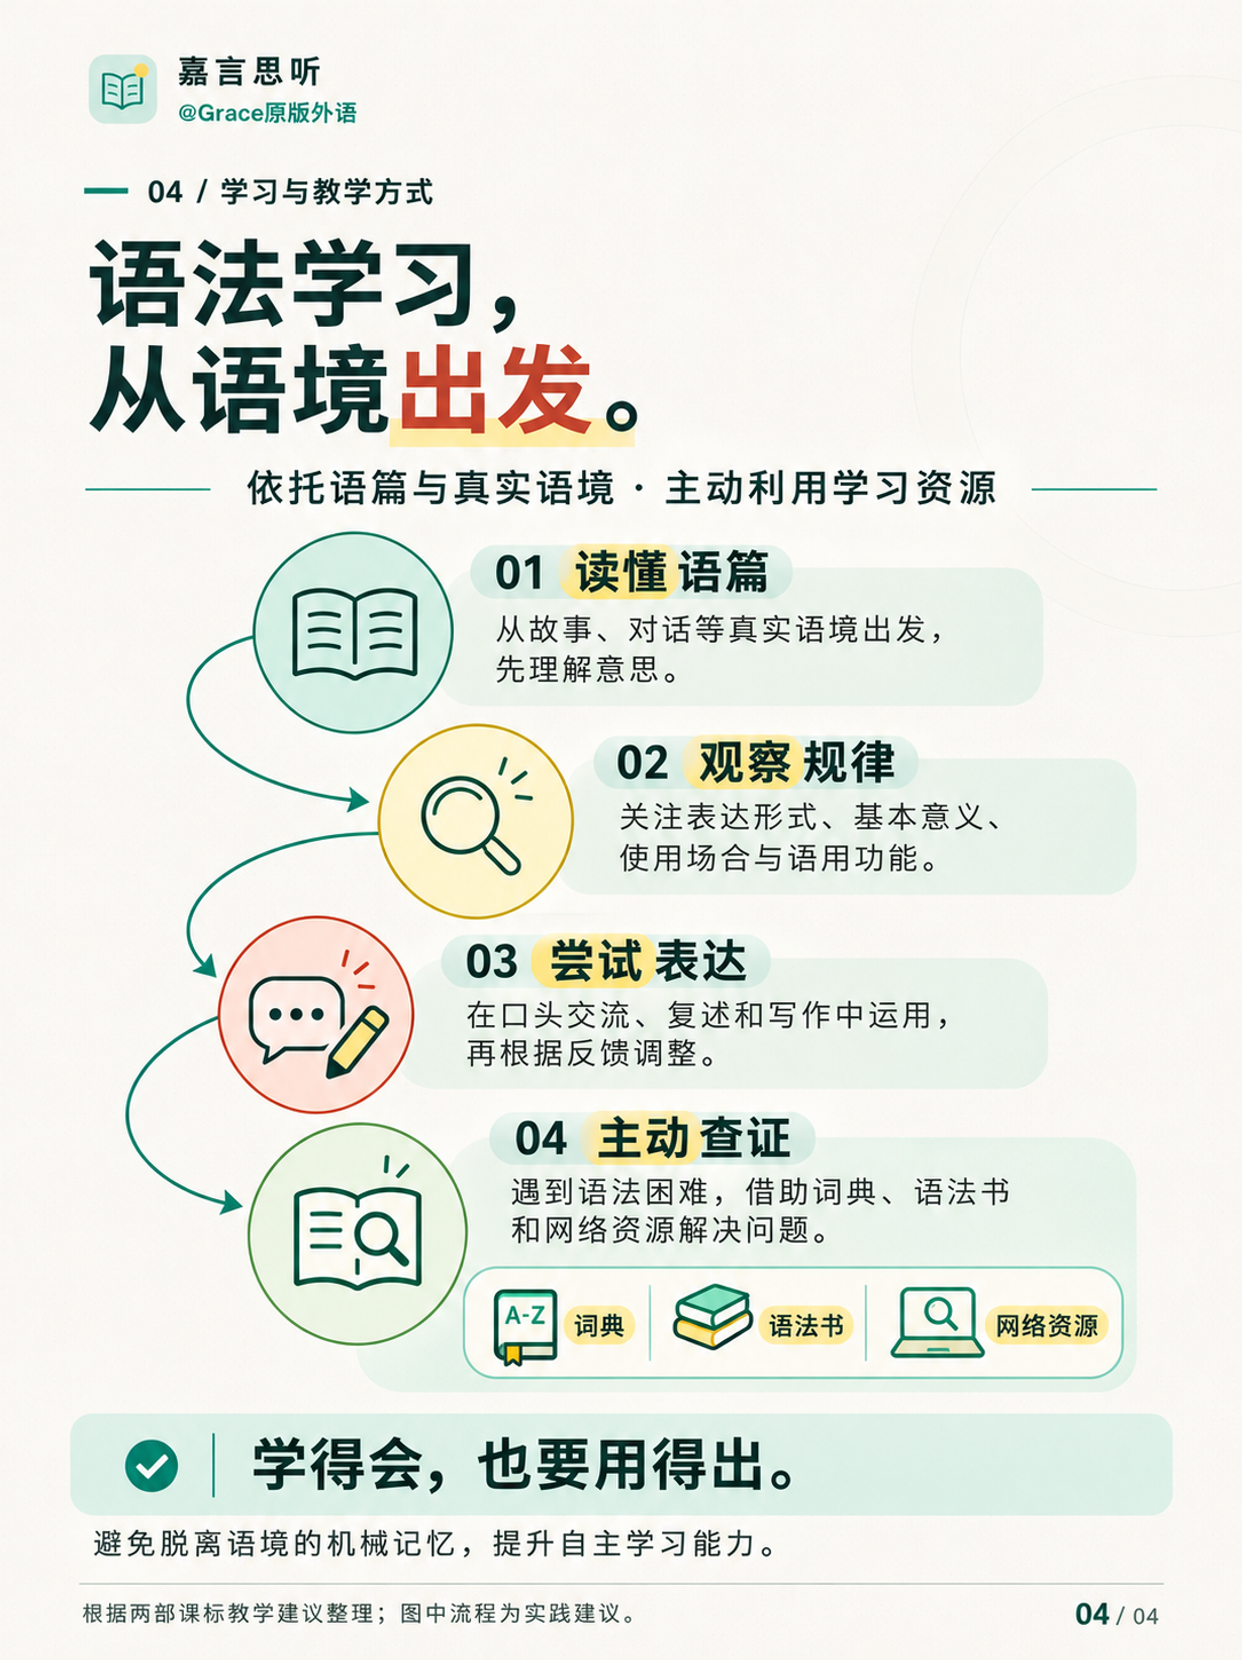 嘉言思听
@Grace原版外语
04 / 学习与教学方式
语法学习，
从语境出发。
依托语篇与真实语境 · 主动利用学习资源
01 读懂语篇
从故事、对话等真实语境出发，
先理解意思。
02 观察规律
关注表达形式、基本意义、
使用场合与语用功能。
03 尝试表达
在口头交流、复述和写作中运用，
再根据反馈调整。
04 主动查证
遇到语法困难，借助词典、语法书
和网络资源解决问题。
A-Z 词典 语法书 网络资源
学得会，也要用得出。
避免脱离语境的机械记忆，提升自主学习能力。
根据两部课标教学建议整理；图中流程为实践建议。
04 / 04